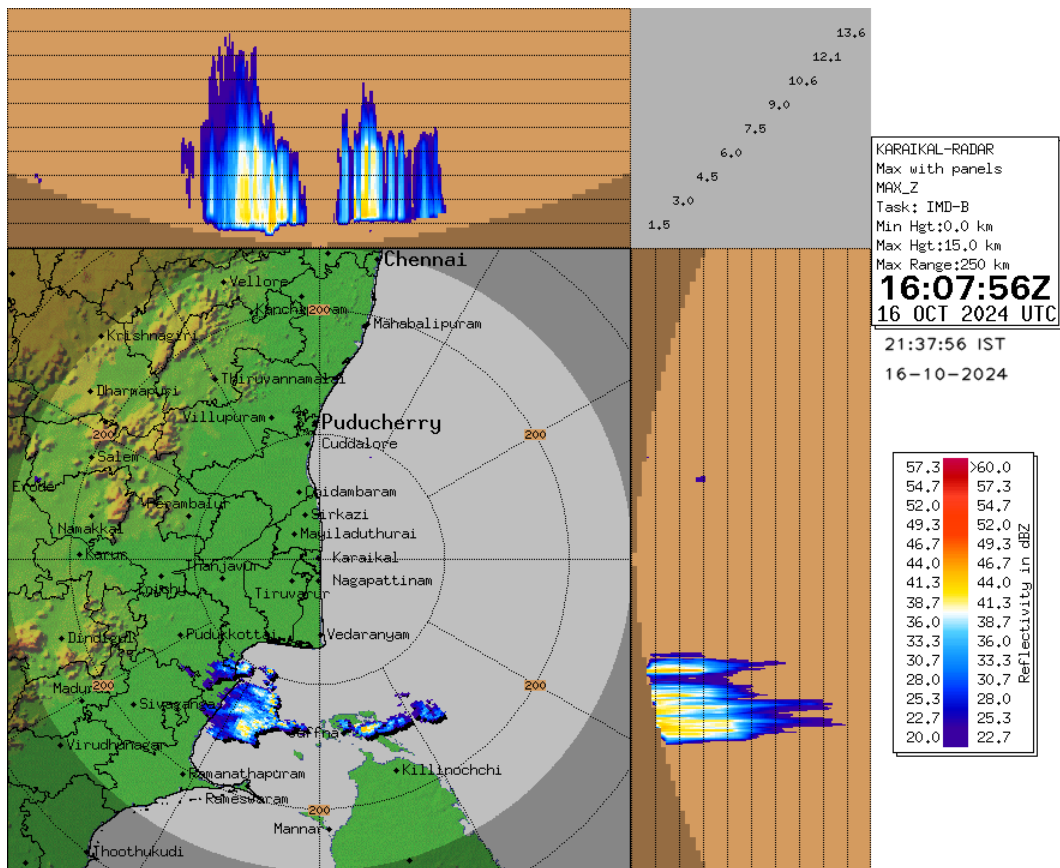 13.6
12.1
10.6
9.0
7.5
6.0
4.5
3.0
1.5
KARAIKAL-RADAR
Max with panels
MAX_Z
Task: IMD-B
Min Hgt:0.0 km
Max Hgt:15.0 km
Max Range:250 km
16:07:56Z
16 OCT 2024 UTC
21:37:56 IST
16-10-2024
Chennai
Vellore
200
Mahabalipuram
Krishnagiri
Thiruvannamalai
Dharmapuri
Villupuram
Puducherry
200
200
Cuddalore
Salem
Erode
Chidambaram
Perambalur
Sirkazi
Namakkal
Mayiladuthurai
Karur
Karaikal
Thanjavur
Nagapattinam
Tiruvarur
Dindigul
Pudukkottai
Vedaranyam
200
200
Sivaganga
Virudhunagar
Jaffna
Ramanathapuram
Killinochchi
Rameswaram
200
Mannar
Thoothukudi
57.3 >60.0
54.7 57.3
52.0 54.7
49.3 52.0
46.7 49.3
44.0 46.7
41.3 44.0
38.7 41.3
36.0 38.7
33.3 36.0
30.7 33.3
28.0 30.7
25.3 28.0
22.7 25.3
20.0 22.7
Reflectivity in dBZ